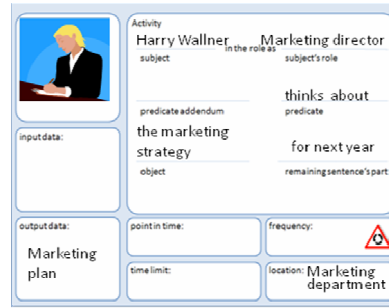 Activity
Harry Wallner in the role as Marketing director
subject subject's role
thinks about
predicate addendum predicate
the marketing
strategy for next year
object remaining sentence's part
input data:
output data: point in time: frequency:
Marketing
plan
time limit: location: Marketing
department